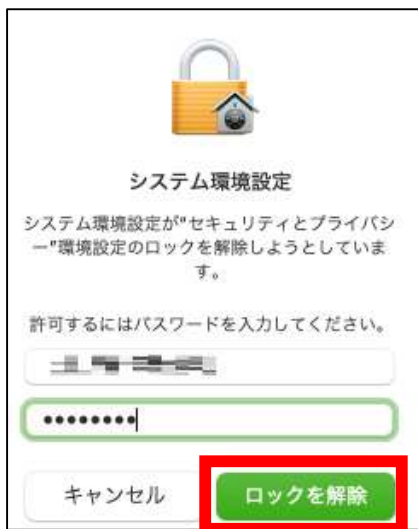 システム環境設定
システム環境設定が"セキュリティとプライバシ
ー"環境設定のロックを解除しようとしていま
す。
許可するにはパスワードを入力してください。
••••••••
キャンセル
ロックを解除